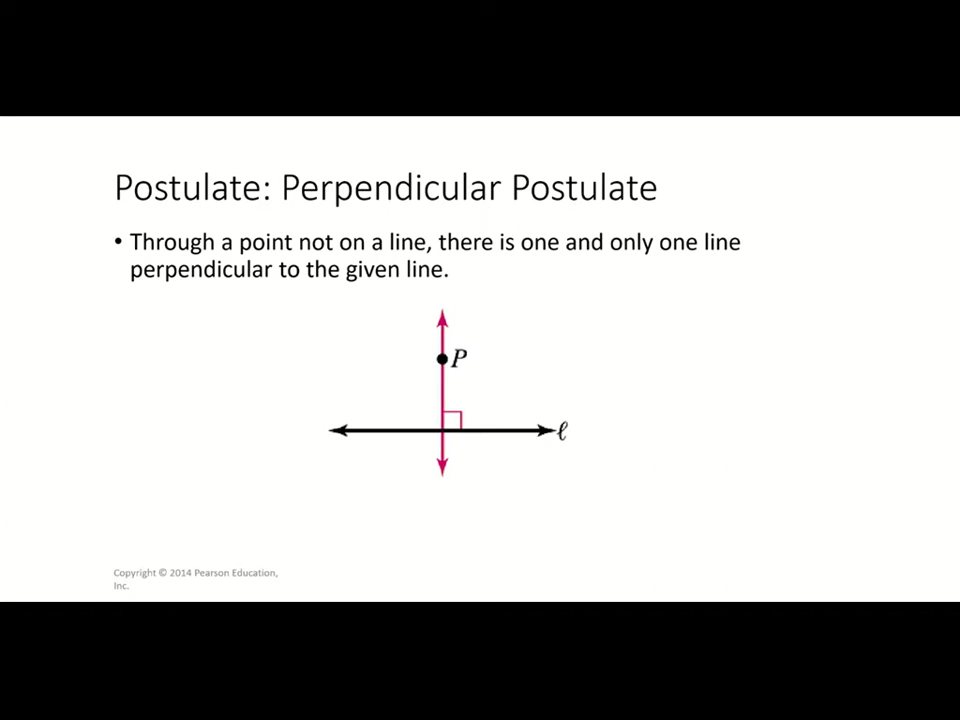 Postulate: Perpendicular Postulate
• Through a point not on a line, there is one and only one line
perpendicular to the given line.
P
ℓ
Copyright © 2014 Pearson Education,
Inc.